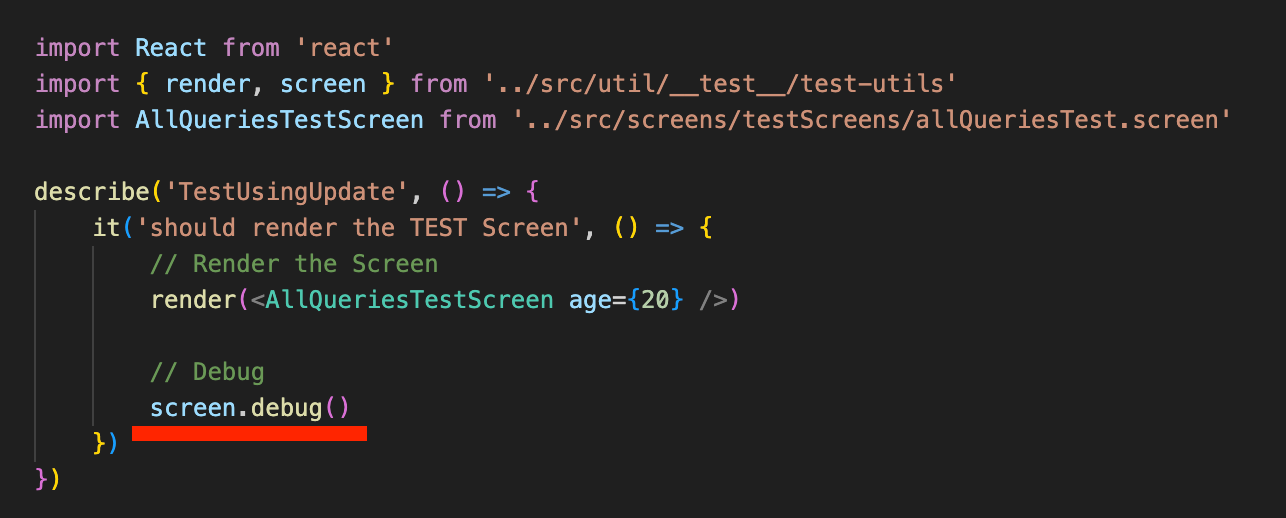 import React from 'react'
import { render, screen } from '../src/util/__test__/test-utils'
import AllQueriesTestScreen from '../src/screens/testScreens/allQueriesTest.screen'
describe('TestUsingUpdate', () => {
it('should render the TEST Screen', () => {
// Render the Screen
render(<AllQueriesTestScreen age={20} />)
// Debug
screen.debug()
})
})